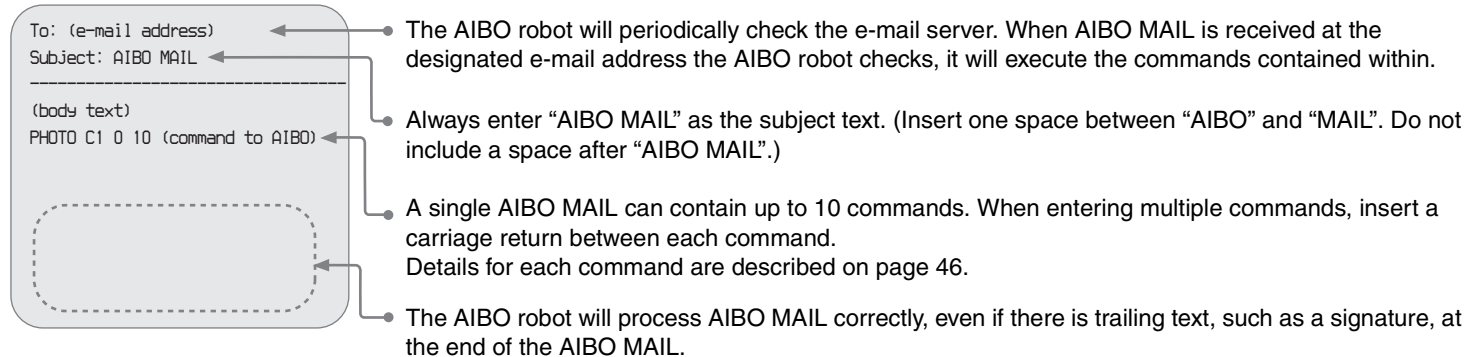 To: (e-mail address)
Subject: AIBO MAIL
(body text)
PHOTO C1 0 10 (command to AIBO)
The AIBO robot will periodically check the e-mail server. When AIBO MAIL is received at the
designated e-mail address the AIBO robot checks, it will execute the commands contained within.
Always enter “AIBO MAIL” as the subject text. (Insert one space between “AIBO” and “MAIL”. Do not
include a space after “AIBO MAIL”.)
A single AIBO MAIL can contain up to 10 commands. When entering multiple commands, insert a
carriage return between each command.
Details for each command are described on page 46.
The AIBO robot will process AIBO MAIL correctly, even if there is trailing text, such as a signature, at
the end of the AIBO MAIL.